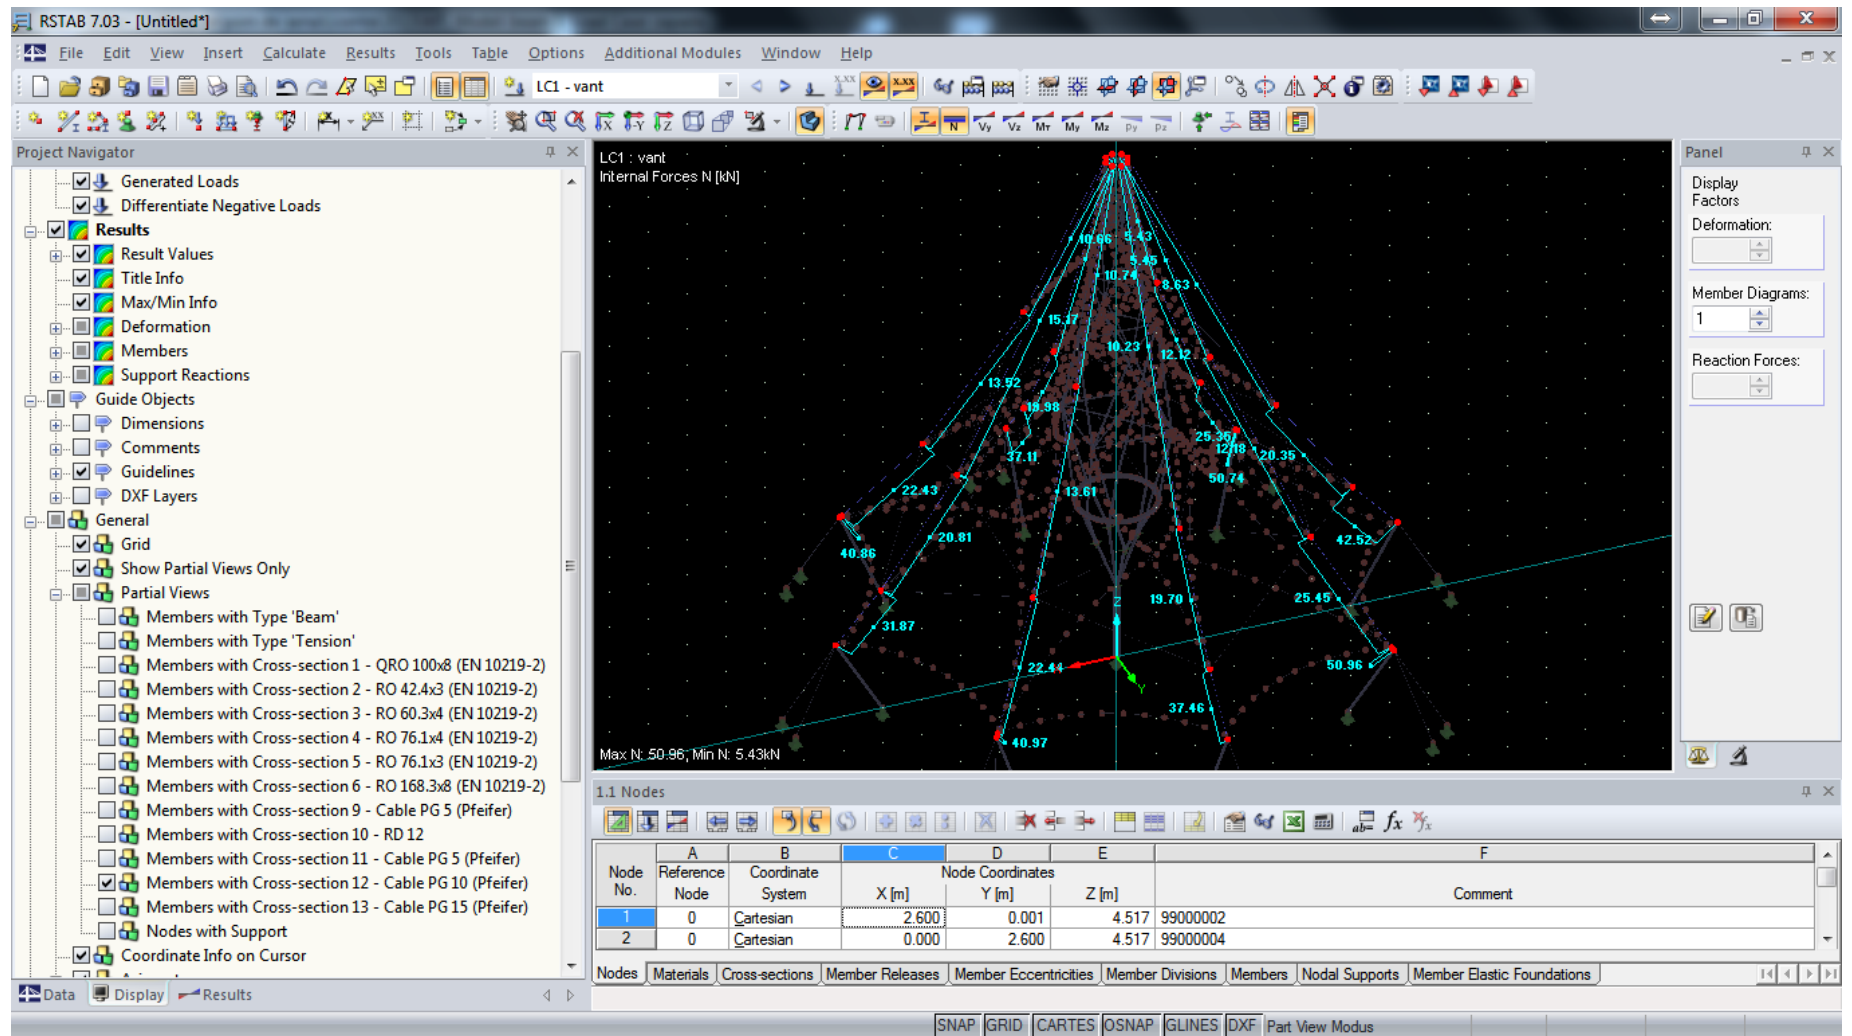 RSTAB 7.03 - [Untitled*]
File Edit View Insert Calculate Results Tools Table Options Additional Modules Window Help
LC1 - vant
X.XX X.XX
X Y Z
N Vy Vz MT My Mz py pz
Project Navigator
Generated Loads
Differentiate Negative Loads
Results
Result Values
Title Info
Max/Min Info
Deformation
Members
Support Reactions
Guide Objects
Dimensions
Comments
Guidelines
DXF Layers
General
Grid
Show Partial Views Only
Partial Views
Members with Type 'Beam'
Members with Type 'Tension'
Members with Cross-section 1 - QRO 100x8 (EN 10219-2)
Members with Cross-section 2 - RO 42.4x3 (EN 10219-2)
Members with Cross-section 3 - RO 60.3x4 (EN 10219-2)
Members with Cross-section 4 - RO 76.1x4 (EN 10219-2)
Members with Cross-section 5 - RO 76.1x3 (EN 10219-2)
Members with Cross-section 6 - RO 168.3x8 (EN 10219-2)
Members with Cross-section 9 - Cable PG 5 (Pfeifer)
Members with Cross-section 10 - RD 12
Members with Cross-section 11 - Cable PG 5 (Pfeifer)
Members with Cross-section 12 - Cable PG 10 (Pfeifer)
Members with Cross-section 13 - Cable PG 15 (Pfeifer)
Nodes with Support
Coordinate Info on Cursor
Data Display Results
LC1 : vant
Internal Forces N [kN]
10.66 5.43
5.45
10.74
8.63
15.37
10.23
12.12
13.52
19.98
25.35
12.18
20.35
37.11
50.74
22.43
13.61
20.81
42.52
40.86
Z
19.70
25.45
31.87
22.44
50.96
Y
37.46
40.97
Max N: 50.96, Min N: 5.43kN
Panel
Display
Factors
Deformation:
Member Diagrams:
1
Reaction Forces:
1.1 Nodes
ab= fx fx
A B C D E F
Node Reference Coordinate Node Coordinates
No. Node System X [m] Y [m] Z [m] Comment
1 0 Cartesian 2.600 0.001 4.517 99000002
2 0 Cartesian 0.000 2.600 4.517 99000004
Nodes Materials Cross-sections Member Releases Member Eccentricities Member Divisions Members Nodal Supports Member Elastic Foundations
SNAP GRID CARTES OSNAP GLINES DXF Part View Modus